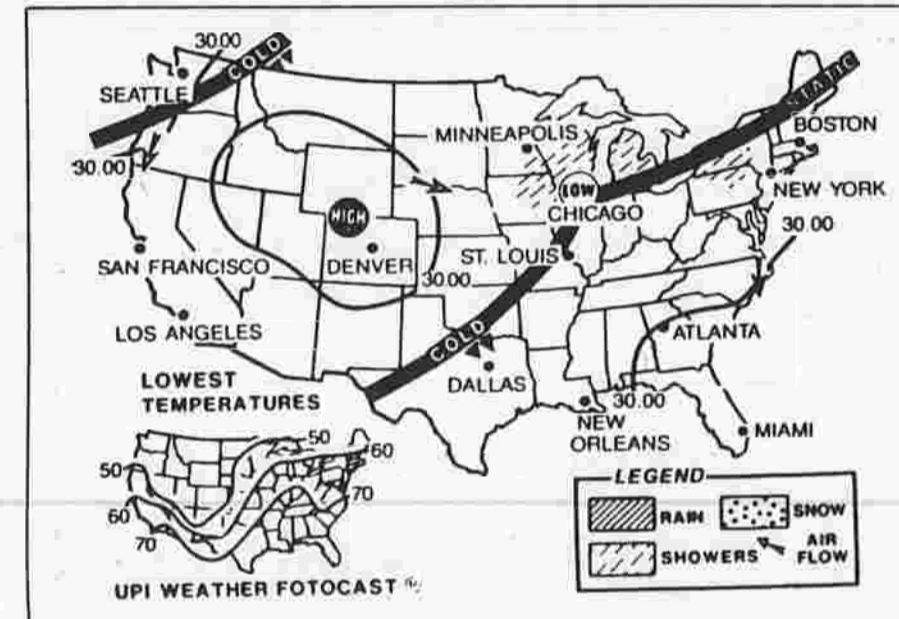 30.00
COLD
SEATTLE
30.00
MINNEAPOLIS
STATIC
BOSTON
NEW YORK
LOW
CHICAGO
HIGH
30.00
SAN FRANCISCO
DENVER
ST. LOUIS
30.00
LOS ANGELES
COLD
ATLANTA
DALLAS
30.00
NEW
ORLEANS
MIAMI
LOWEST
TEMPERATURES
50
60
50
60
70
70
UPI WEATHER FOTOCAST ®
LEGEND
RAIN
SNOW
SHOWERS
AIR
FLOW